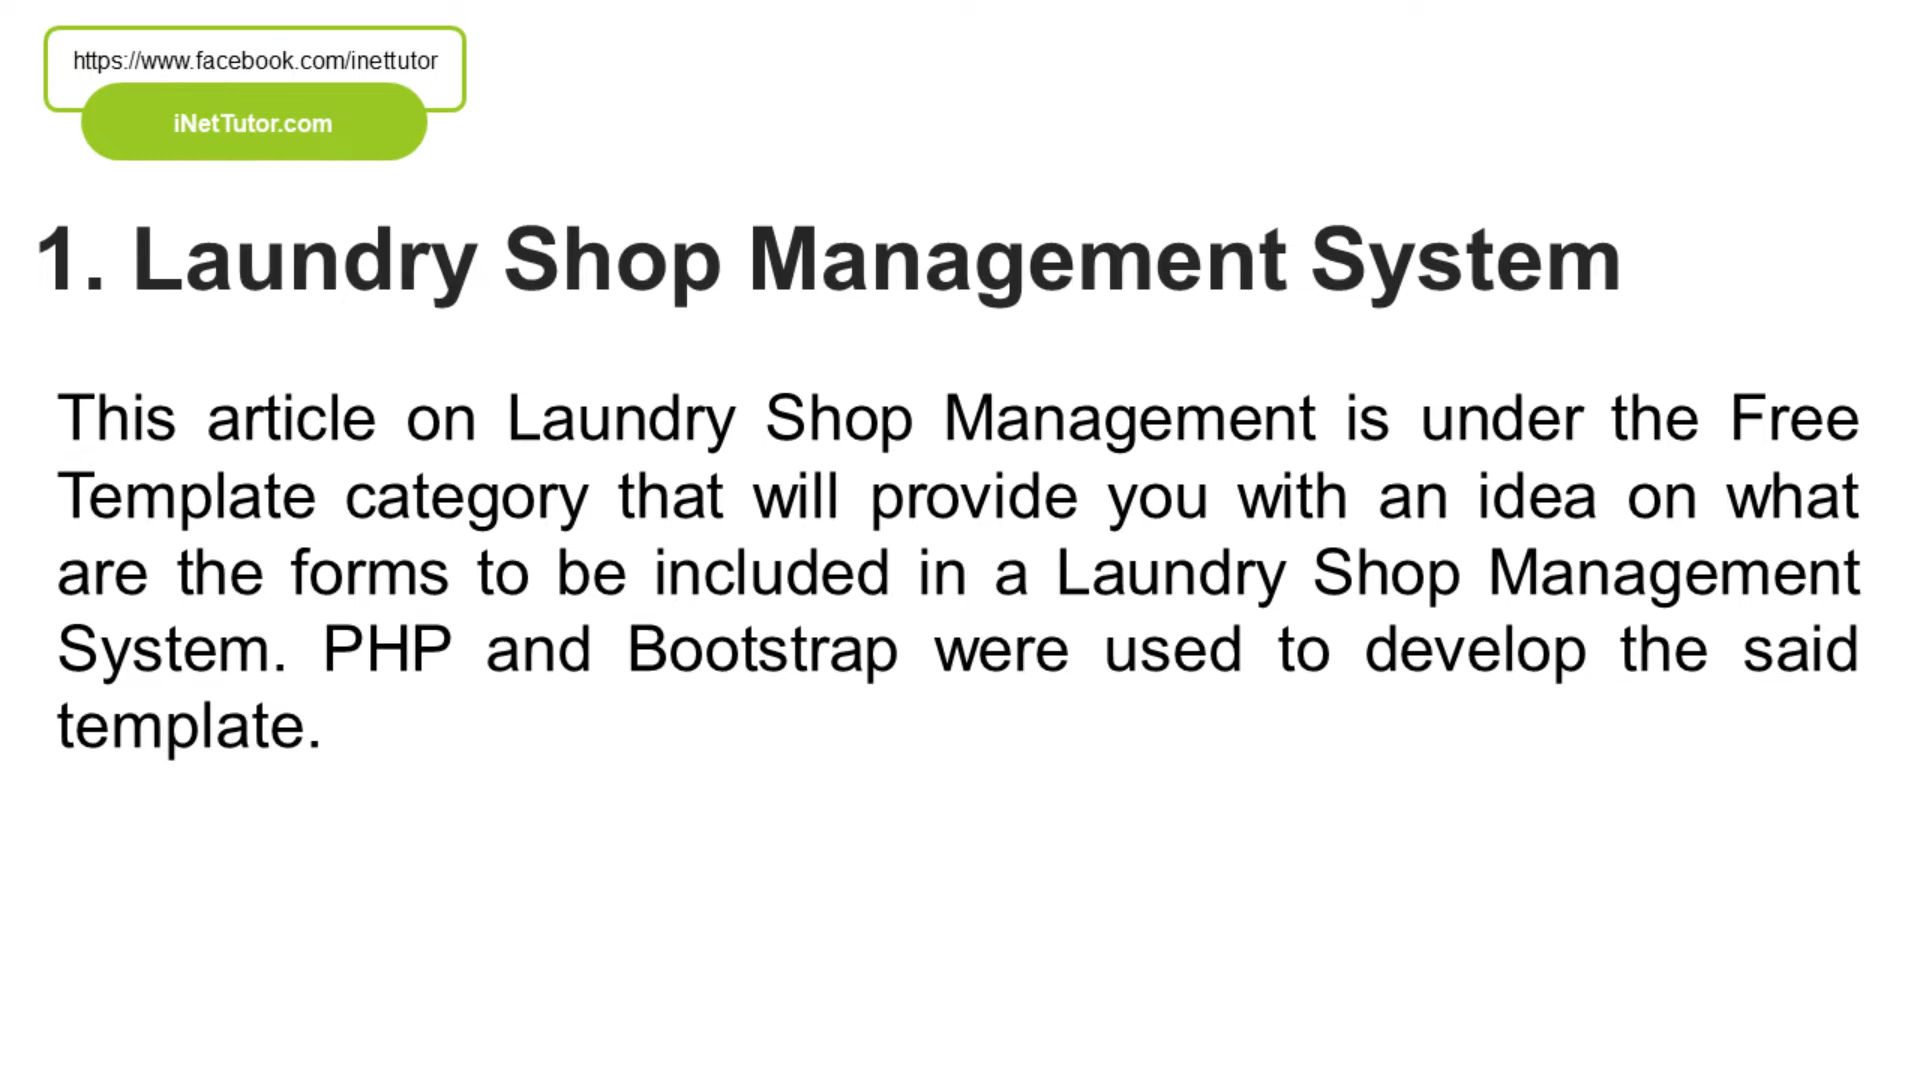 https://www.facebook.com/inettutor
iNetTutor.com
1. Laundry Shop Management System
This article on Laundry Shop Management is under the Free
Template category that will provide you with an idea on what
are the forms to be included in a Laundry Shop Management
System. PHP and Bootstrap were used to develop the said
template.